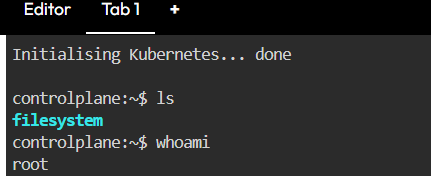 Editor Tab 1 +
Initialising Kubernetes... done
controlplane:~$ ls
filesystem
controlplane:~$ whoami
root